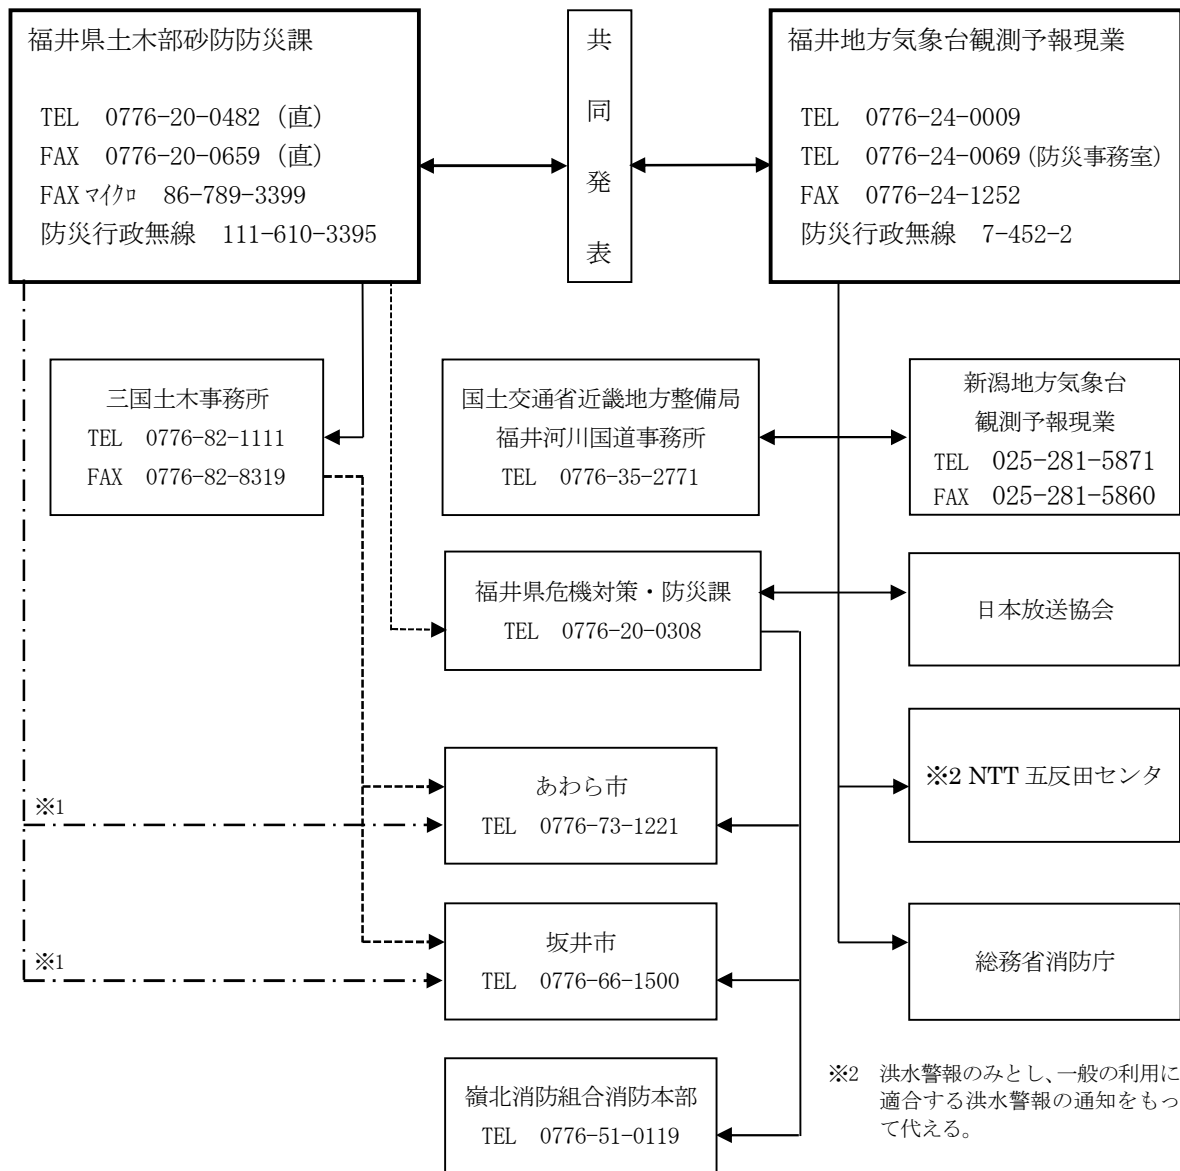 福井県土木部砂防防災課
TEL 0776-20-0482 (直)
FAX 0776-20-0659 (直)
FAX ﾏｲｸﾛ 86-789-3399
防災行政無線 111-610-3395
共
同
発
表
福井地方気象台観測予報現業
TEL 0776-24-0009
TEL 0776-24-0069 (防災事務室)
FAX 0776-24-1252
防災行政無線 7-452-2
三国土木事務所
TEL 0776-82-1111
FAX 0776-82-8319
国土交通省近畿地方整備局
福井河川国道事務所
TEL 0776-35-2771
新潟地方気象台
観測予報現業
TEL 025-281-5871
FAX 025-281-5860
福井県危機対策・防災課
TEL 0776-20-0308
日本放送協会
※1
あわら市
TEL 0776-73-1221
※2 NTT 五反田センタ
※1
坂井市
TEL 0776-66-1500
総務省消防庁
嶺北消防組合消防本部
TEL 0776-51-0119
※2 洪水警報のみとし、一般の利用に
適合する洪水警報の通知をもっ
て代える。